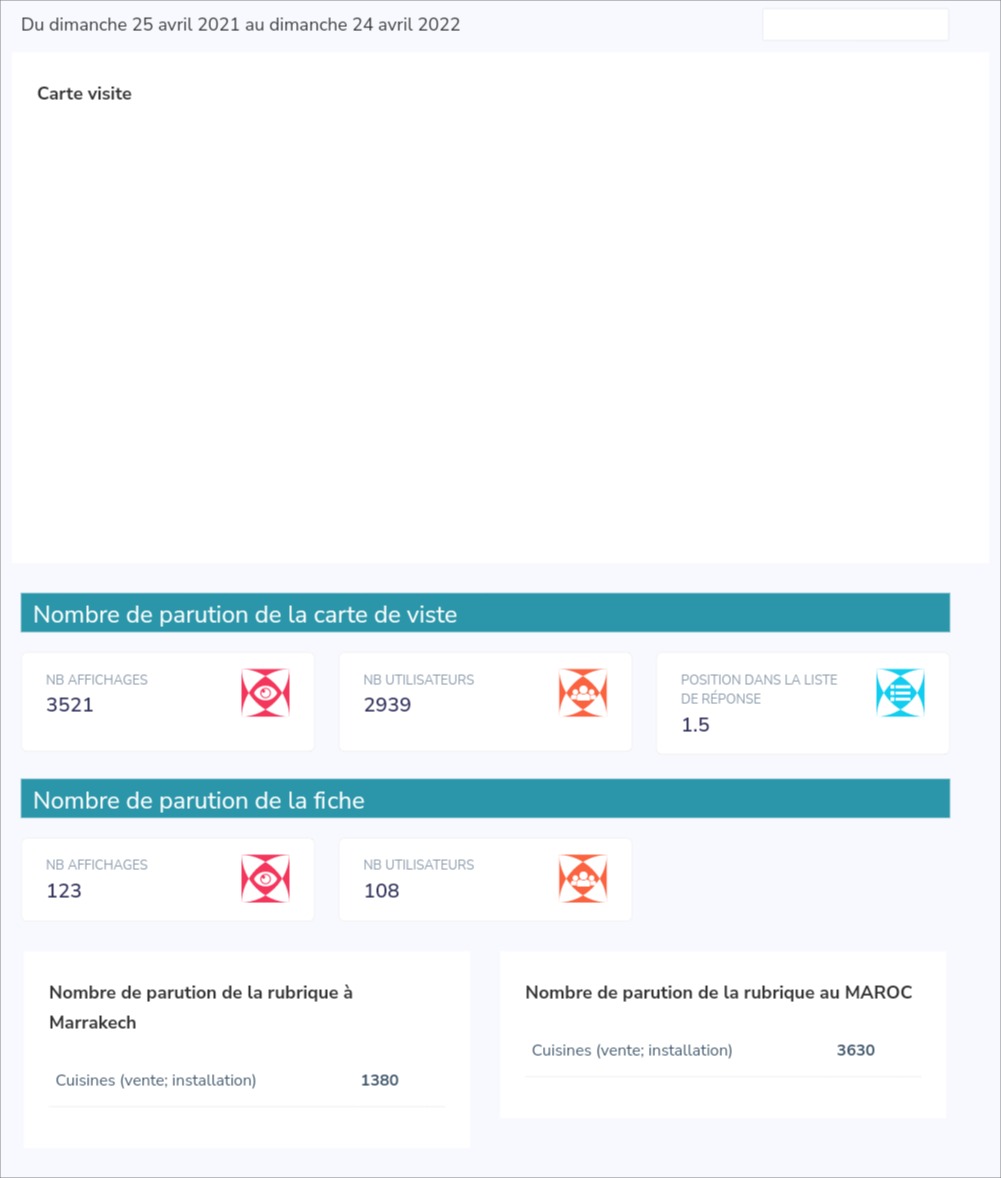 Du dimanche 25 avril 2021 au dimanche 24 avril 2022
Carte visite
Nombre de parution de la carte de viste
NB AFFICHAGES
3521
NB UTILISATEURS
2939
POSITION DANS LA LISTE
DE RÉPONSE
1.5
Nombre de parution de la fiche
NB AFFICHAGES
123
NB UTILISATEURS
108
Nombre de parution de la rubrique à
Marrakech
Cuisines (vente; installation) 1380
Nombre de parution de la rubrique au MAROC
Cuisines (vente; installation) 3630